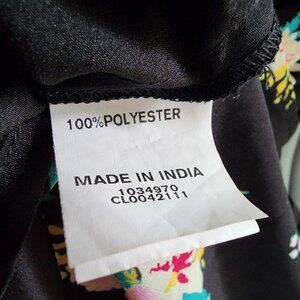 100%POLYESTER
MADE IN INDIA
1034970
CL0042111